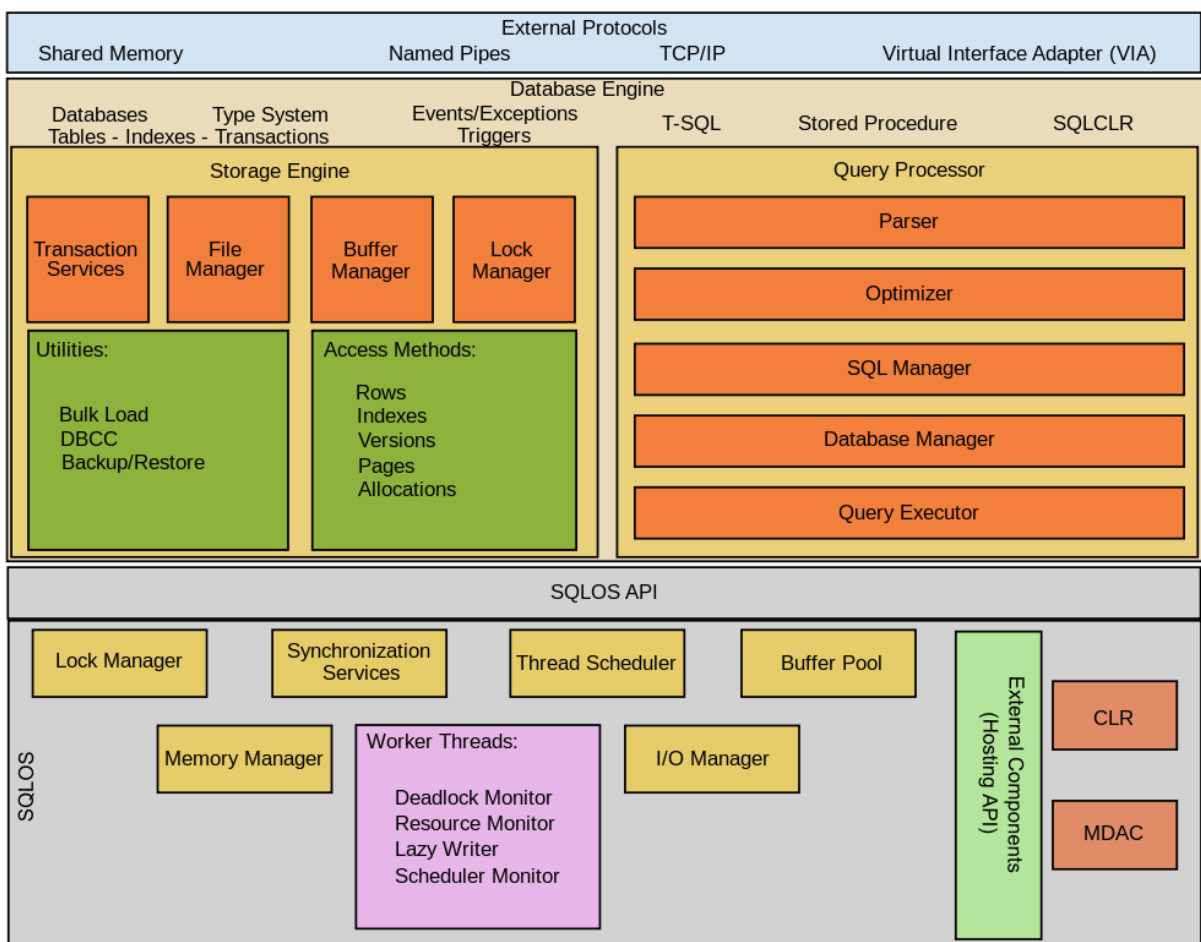 External Protocols
Shared Memory
Named Pipes
TCP/IP
Virtual Interface Adapter (VIA)
Database Engine
Databases
Type System
Tables - Indexes - Transactions
Events/Exceptions
Triggers
T-SQL
Stored Procedure
SQLCLR
Storage Engine
Transaction
Services
File
Manager
Buffer
Manager
Lock
Manager
Utilities:
Bulk Load
DBCC
Backup/Restore
Access Methods:
Rows
Indexes
Versions
Pages
Allocations
Query Processor
Parser
Optimizer
SQL Manager
Database Manager
Query Executor
SQLOS API
SQLOS
Lock Manager
Synchronization
Services
Thread Scheduler
Buffer Pool
Memory Manager
Worker Threads:
Deadlock Monitor
Resource Monitor
Lazy Writer
Scheduler Monitor
I/O Manager
External Components
(Hosting API)
CLR
MDAC